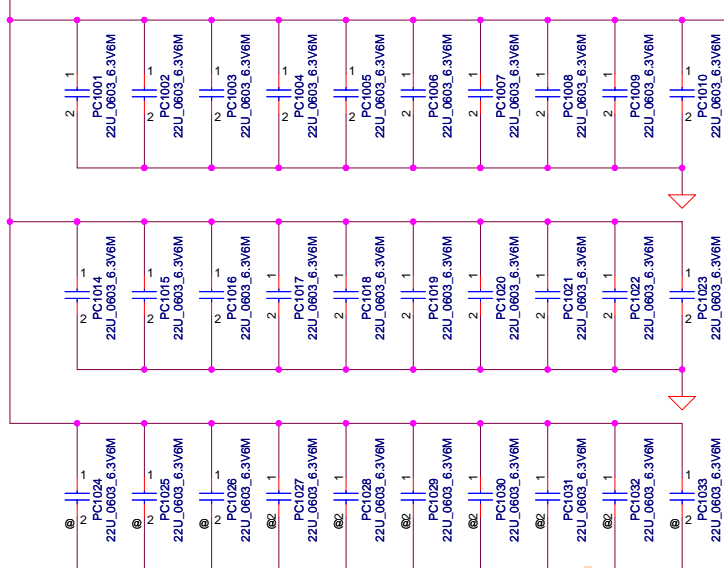 1 2 PC1001 22U_0603_6.3V6M
1 2 PC1002 22U_0603_6.3V6M
1 2 PC1003 22U_0603_6.3V6M
1 2 PC1004 22U_0603_6.3V6M
1 2 PC1005 22U_0603_6.3V6M
1 2 PC1006 22U_0603_6.3V6M
1 2 PC1007 22U_0603_6.3V6M
1 2 PC1008 22U_0603_6.3V6M
1 2 PC1009 22U_0603_6.3V6M
1 2 PC1010 22U_0603_6.3V6M
1 2 PC1014 22U_0603_6.3V6M
1 2 PC1015 22U_0603_6.3V6M
1 2 PC1016 22U_0603_6.3V6M
1 2 PC1017 22U_0603_6.3V6M
1 2 PC1018 22U_0603_6.3V6M
1 2 PC1019 22U_0603_6.3V6M
1 2 PC1020 22U_0603_6.3V6M
1 2 PC1021 22U_0603_6.3V6M
1 2 PC1022 22U_0603_6.3V6M
1 2 PC1023 22U_0603_6.3V6M
1 @ 2 PC1024 22U_0603_6.3V6M
1 @ 2 PC1025 22U_0603_6.3V6M
1 @ 2 PC1026 22U_0603_6.3V6M
1 @2 PC1027 22U_0603_6.3V6M
1 @2 PC1028 22U_0603_6.3V6M
1 @2 PC1029 22U_0603_6.3V6M
1 @2 PC1030 22U_0603_6.3V6M
1 @2 PC1031 22U_0603_6.3V6M
1 @2 PC1032 22U_0603_6.3V6M
1 @ 2 PC1033 22U_0603_6.3V6M